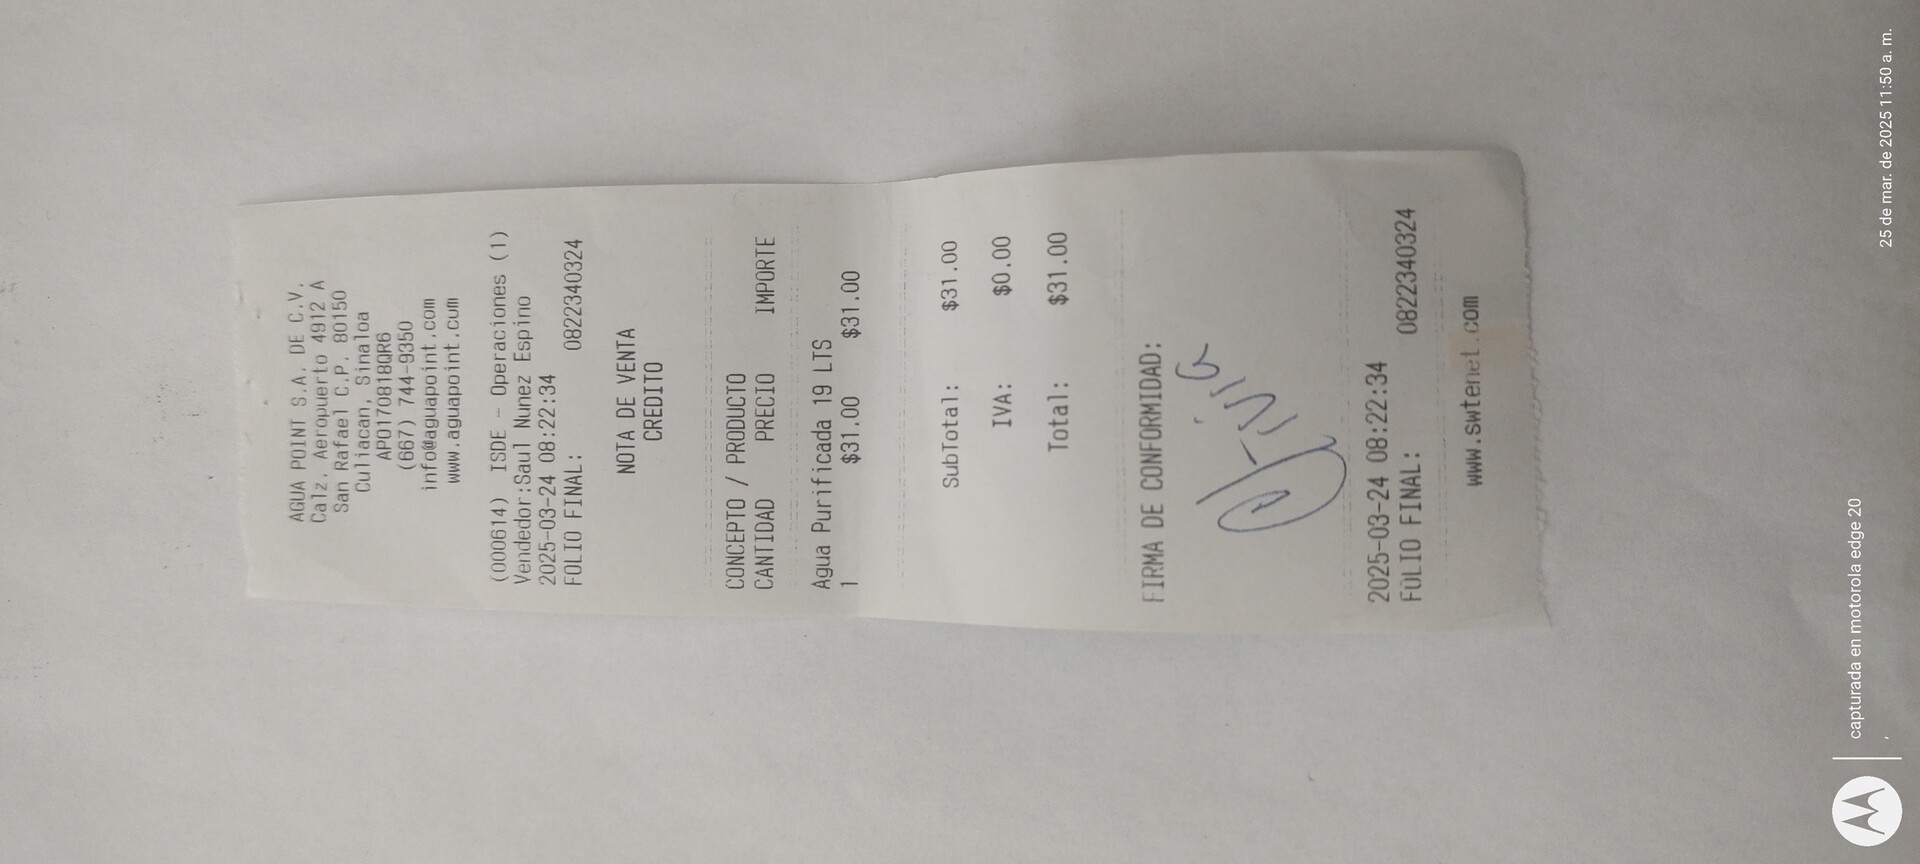 AGUA POINT S.A. DE C.V.
Calz. Aeropuerto 4912 A
San Rafael C.P. 80150
Culiacan, Sinaloa
APO170818QR6
(667) 744-9350
info@aguapoint.com
www.aguapoint.com
(000614) ISDE - Operaciones (1)
Vendedor:Saul Nunez Espino
2025-03-24 08:22:34
FOLIO FINAL: 0822340324
NOTA DE VENTA
CREDITO
CONCEPTO / PRODUCTO
CANTIDAD PRECIO IMPORTE
Agua Purificada 19 LTS
1 $31.00 $31.00
SubTotal: $31.00
IVA: $0.00
Total: $31.00
FIRMA DE CONFORMIDAD:
2025-03-24 08:22:34
FOLIO FINAL: 0822340324
www.swtenet.com
capturada en motorola edge 20
25 de mar. de 2025 11:50 a. m.